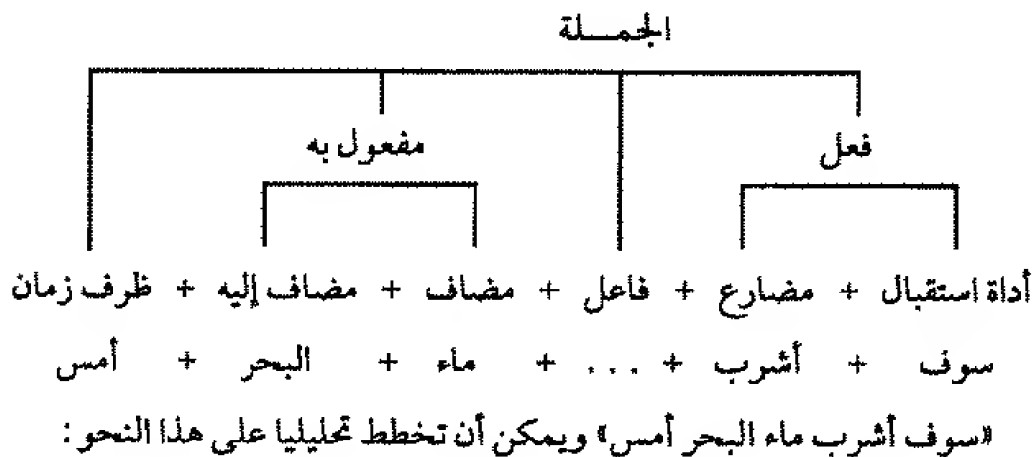 الجمـــلة
فعل مفعول به
أداة استقبال + مضارع + فاعل + مضاف + مضاف إليه + ظرف زمان
سوف + أشرب + ... + ماء + البحر + أمس
«سوف أشرب ماء البحر أمس» ويمكن أن تخطط تحليليا على هذا النحو :